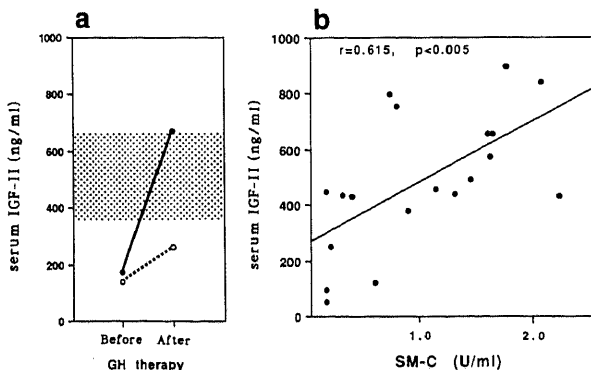 a
serum IGF-II (ng/ml)
1000
800
600
400
200
0
Before After
GH therapy
b
serum IGF-II (ng/ml)
1000
800
600
400
200
0
r=0.615, p<0.005
1.0 2.0
SM-C (U/ml)